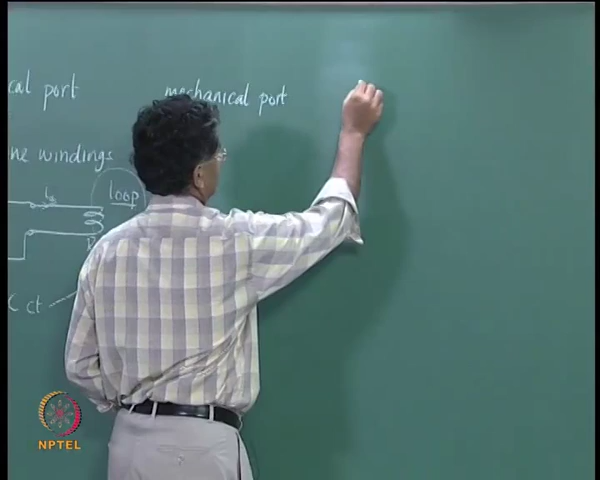 cal port
mechanical port
ne windings
loop
C ct
NPTEL